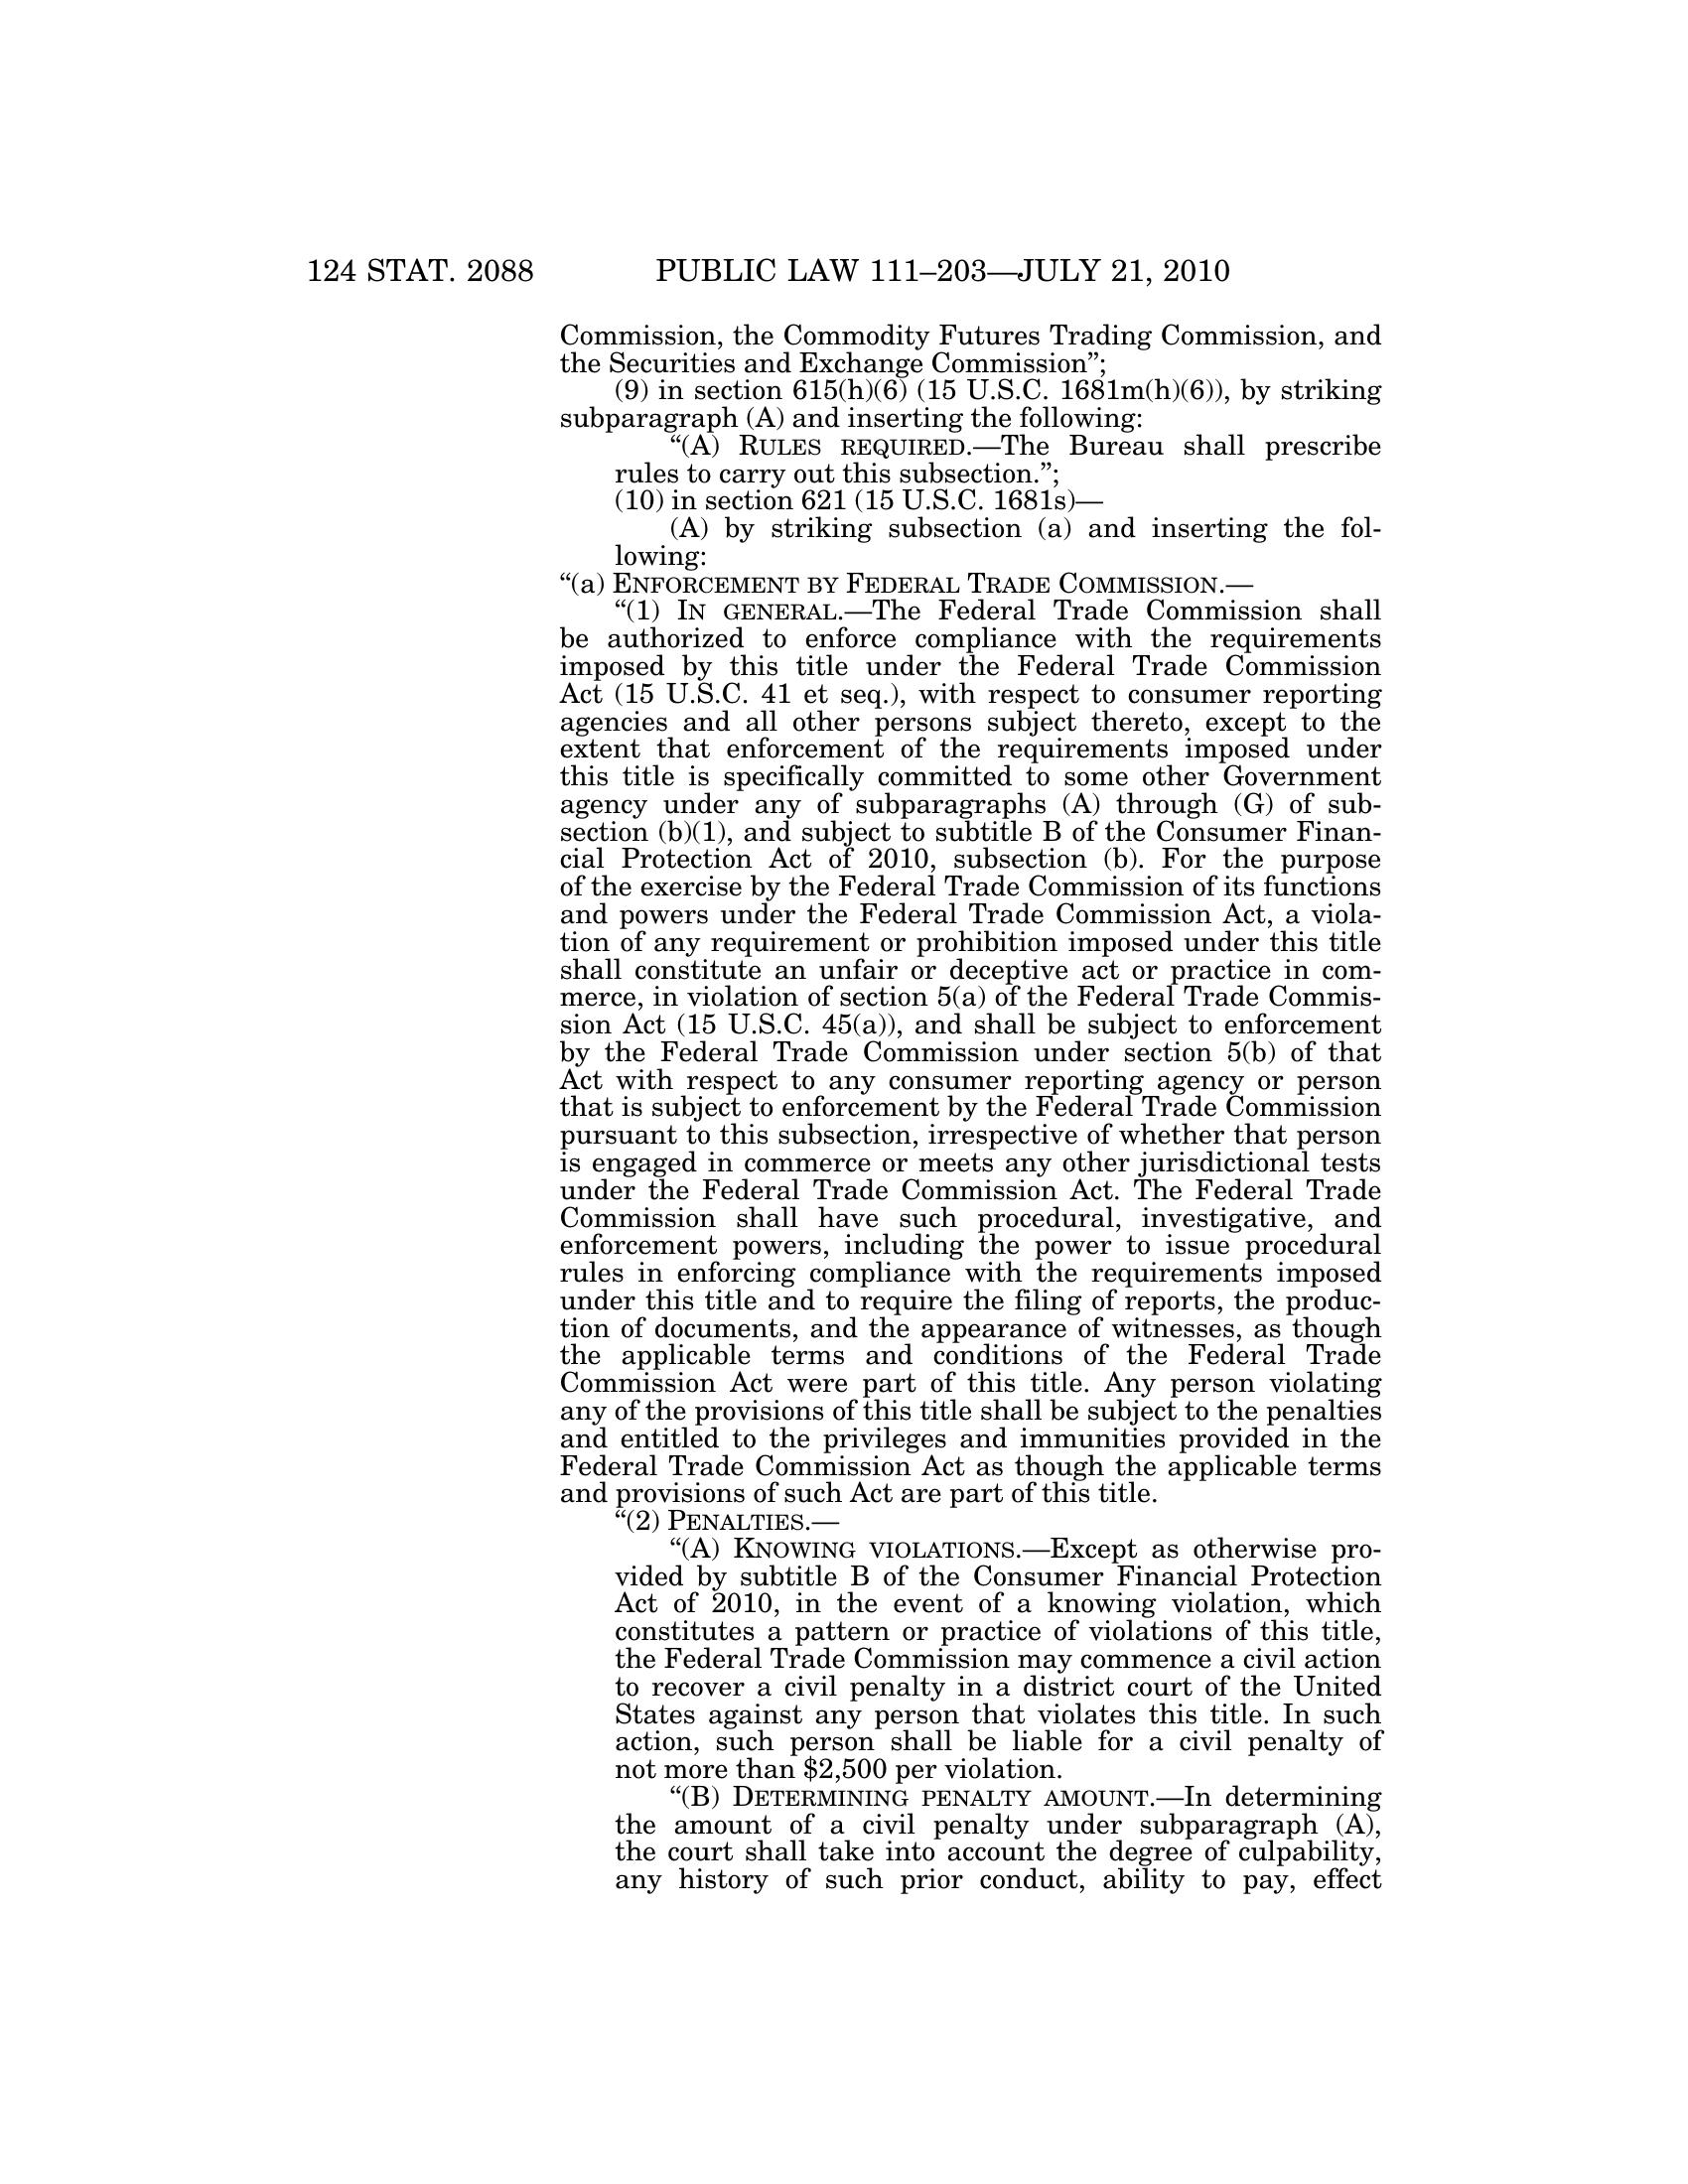 124 STAT. 2088 PUBLIC LAW 111–203—JULY 21, 2010
Commission, the Commodity Futures Trading Commission, and
the Securities and Exchange Commission”;
(9) in section 615(h)(6) (15 U.S.C. 1681m(h)(6)), by striking
subparagraph (A) and inserting the following:
“(A) RULES REQUIRED.—The Bureau shall prescribe
rules to carry out this subsection.”;
(10) in section 621 (15 U.S.C. 1681s)—
(A) by striking subsection (a) and inserting the fol-
lowing:
“(a) ENFORCEMENT BY FEDERAL TRADE COMMISSION.—
“(1) IN GENERAL.—The Federal Trade Commission shall
be authorized to enforce compliance with the requirements
imposed by this title under the Federal Trade Commission
Act (15 U.S.C. 41 et seq.), with respect to consumer reporting
agencies and all other persons subject thereto, except to the
extent that enforcement of the requirements imposed under
this title is specifically committed to some other Government
agency under any of subparagraphs (A) through (G) of sub-
section (b)(1), and subject to subtitle B of the Consumer Finan-
cial Protection Act of 2010, subsection (b). For the purpose
of the exercise by the Federal Trade Commission of its functions
and powers under the Federal Trade Commission Act, a viola-
tion of any requirement or prohibition imposed under this title
shall constitute an unfair or deceptive act or practice in com-
merce, in violation of section 5(a) of the Federal Trade Commis-
sion Act (15 U.S.C. 45(a)), and shall be subject to enforcement
by the Federal Trade Commission under section 5(b) of that
Act with respect to any consumer reporting agency or person
that is subject to enforcement by the Federal Trade Commission
pursuant to this subsection, irrespective of whether that person
is engaged in commerce or meets any other jurisdictional tests
under the Federal Trade Commission Act. The Federal Trade
Commission shall have such procedural, investigative, and
enforcement powers, including the power to issue procedural
rules in enforcing compliance with the requirements imposed
under this title and to require the filing of reports, the produc-
tion of documents, and the appearance of witnesses, as though
the applicable terms and conditions of the Federal Trade
Commission Act were part of this title. Any person violating
any of the provisions of this title shall be subject to the penalties
and entitled to the privileges and immunities provided in the
Federal Trade Commission Act as though the applicable terms
and provisions of such Act are part of this title.
“(2) PENALTIES.—
“(A) KNOWING VIOLATIONS.—Except as otherwise pro-
vided by subtitle B of the Consumer Financial Protection
Act of 2010, in the event of a knowing violation, which
constitutes a pattern or practice of violations of this title,
the Federal Trade Commission may commence a civil action
to recover a civil penalty in a district court of the United
States against any person that violates this title. In such
action, such person shall be liable for a civil penalty of
not more than $2,500 per violation.
“(B) DETERMINING PENALTY AMOUNT.—In determining
the amount of a civil penalty under subparagraph (A),
the court shall take into account the degree of culpability,
any history of such prior conduct, ability to pay, effect